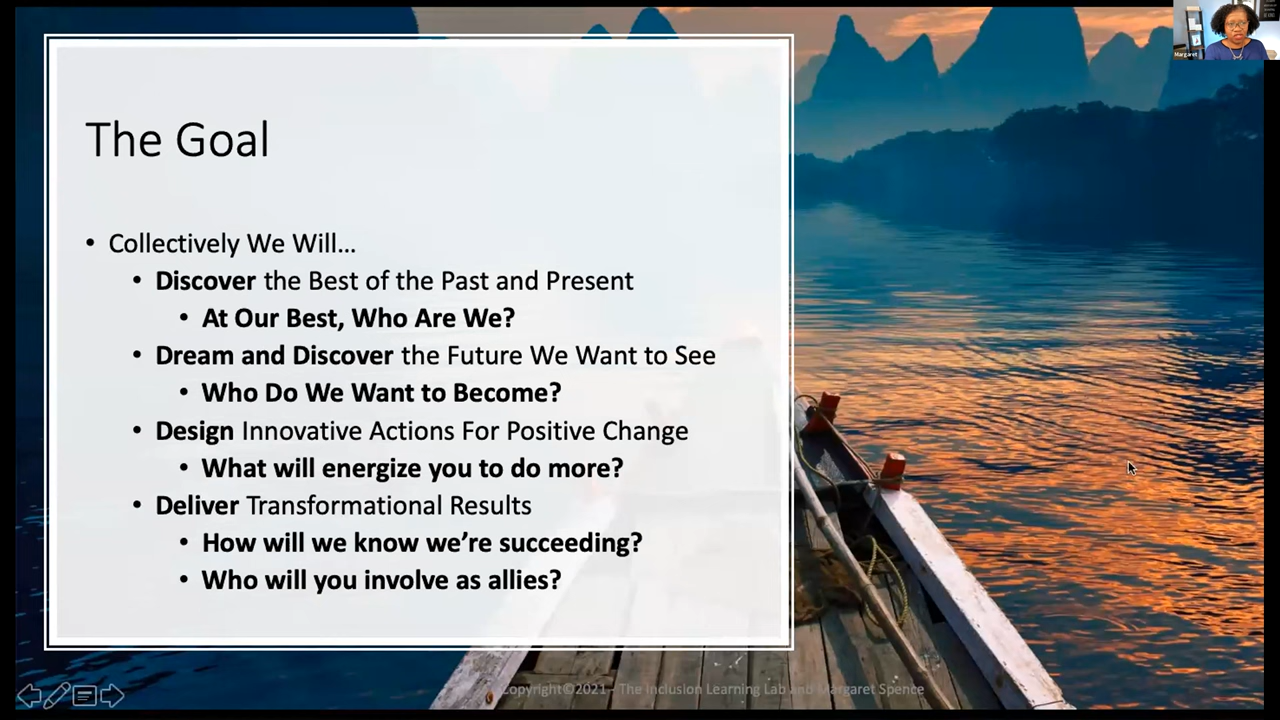 The Goal
• Collectively We Will...
• Discover the Best of the Past and Present
• At Our Best, Who Are We?
• Dream and Discover the Future We Want to See
• Who Do We Want to Become?
• Design Innovative Actions For Positive Change
• What will energize you to do more?
• Deliver Transformational Results
• How will we know we're succeeding?
• Who will you involve as allies?
Copyright©2021 - The Inclusion Learning Lab and Margaret Spence
Margaret